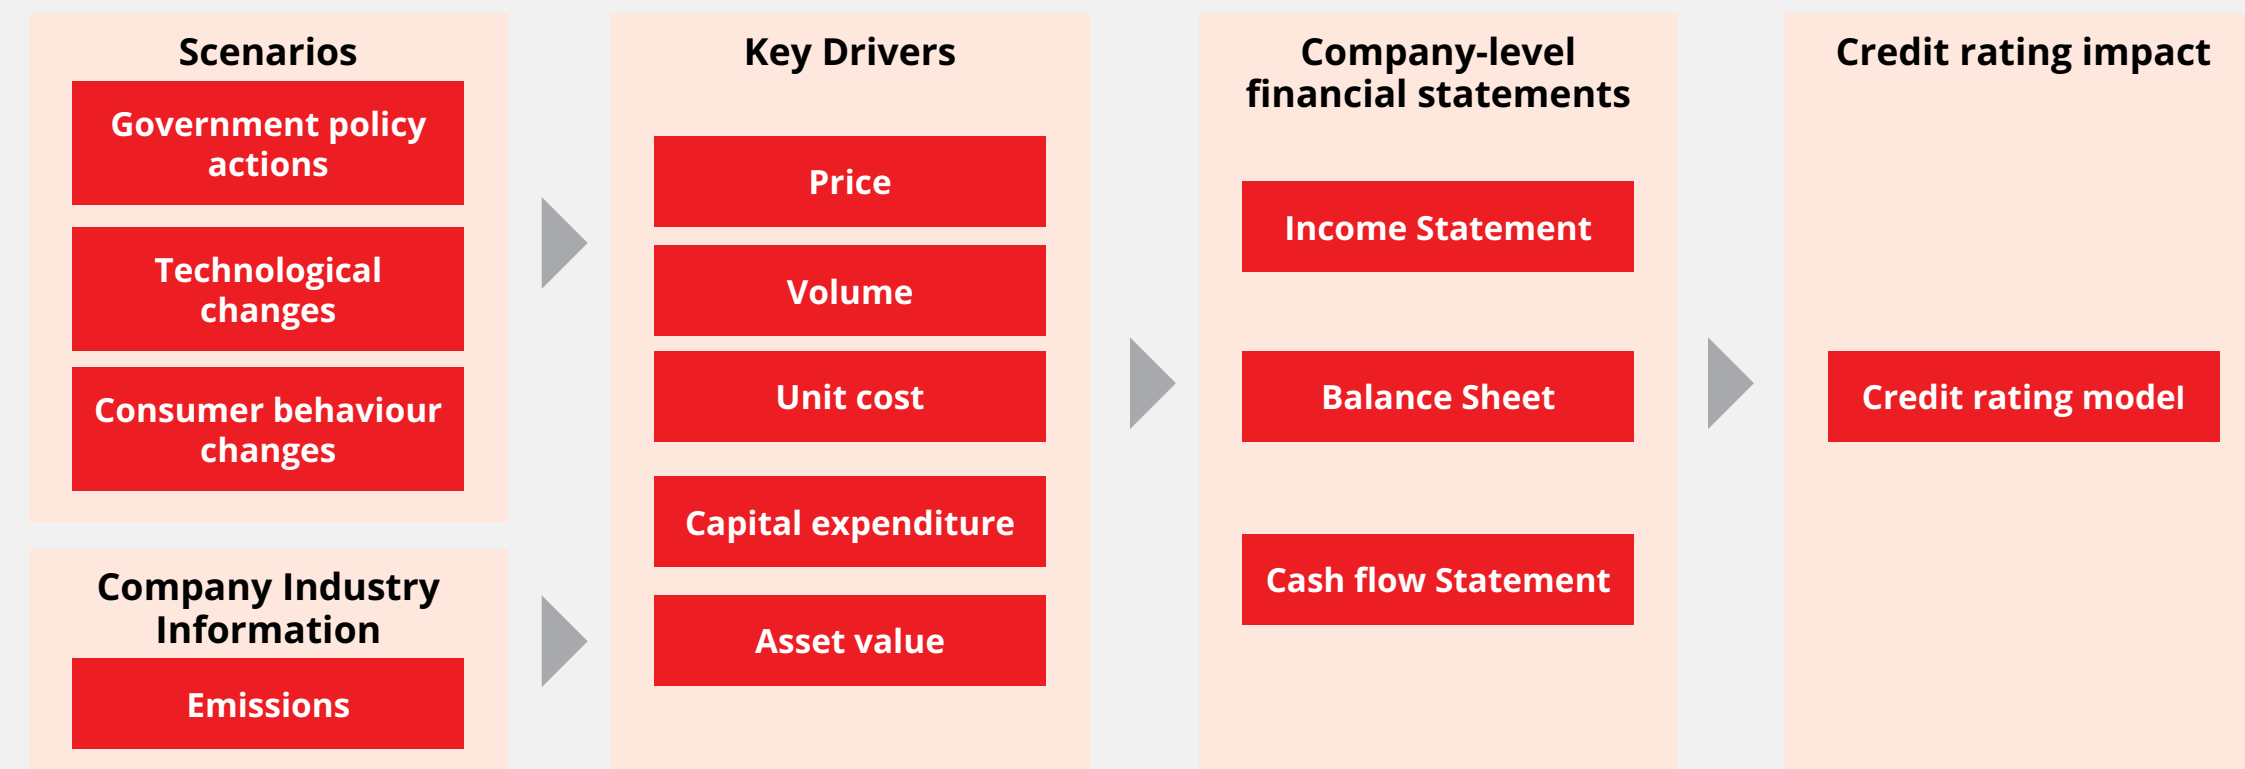 Scenarios
Government policy
actions
Technological
changes
Consumer behaviour
changes
Company Industry
Information
Emissions
Key Drivers
Price
Volume
Unit cost
Capital expenditure
Asset value
Company-level
financial statements
Income Statement
Balance Sheet
Cash flow Statement
Credit rating impact
Credit rating model